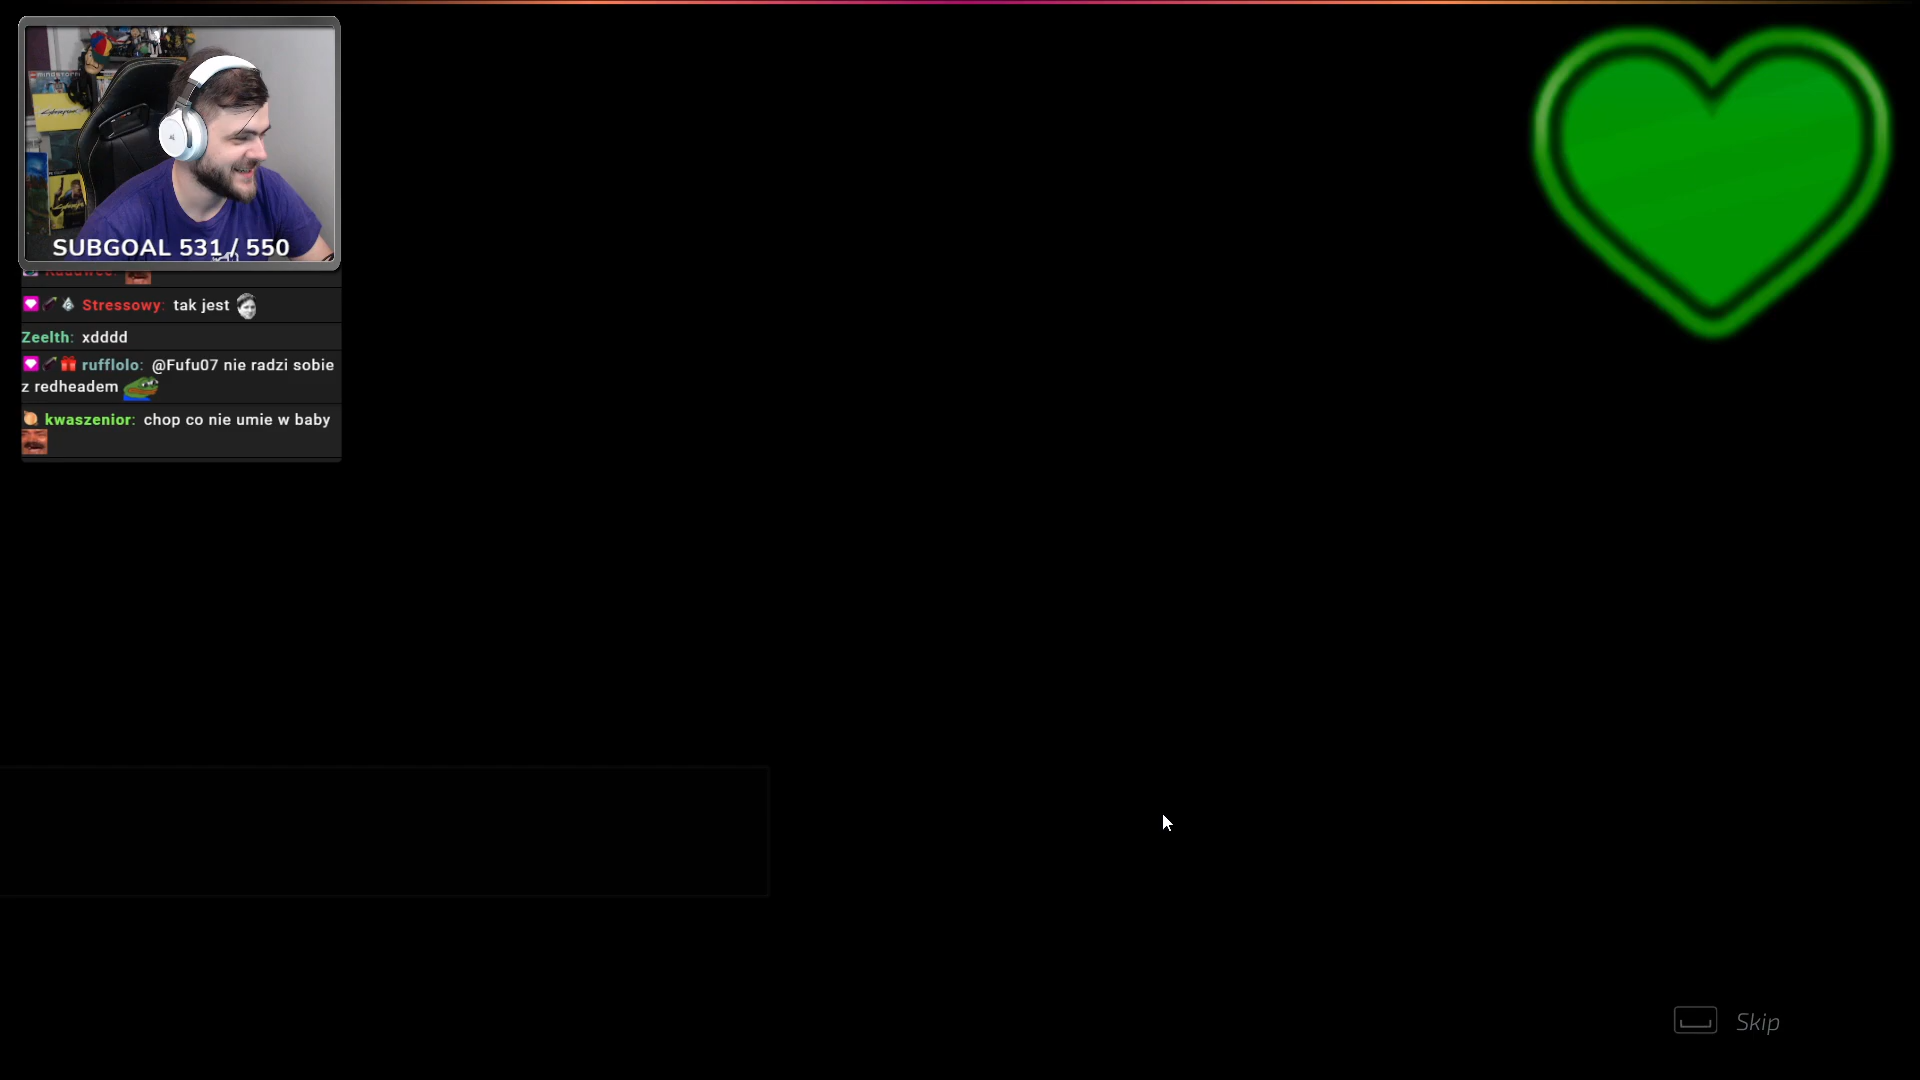 SUBGOAL 531 / 550
Stressowy: tak jest
Zeelth: xdddd
rufflolo: @Fufu07 nie radzi sobie
z redheadem
kwaszenior: chop co nie umie w baby
Skip